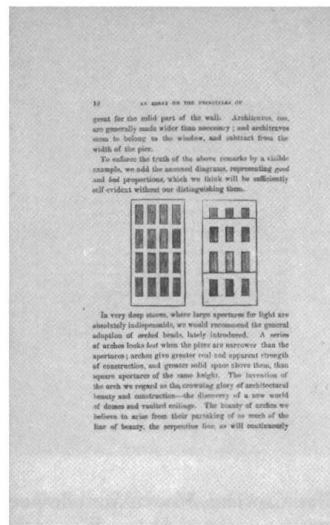 12 AN ESSAY ON THE PRINCIPLES OF
great for the solid part of the wall. Architraves, too,
are generally made wider than necessary; and architraves
seem to belong to the window, and subtract from the
width of the pier.
To enforce the truth of the above remarks by a visible
example, we add the annexed diagrams, representing good
and bad proportions, which we think will be sufficiently
self-evident without our distinguishing them.
In very deep stores, where large apertures for light are
absolutely indispensable, we would recommend the general
adoption of arched heads, lately introduced. A series
of arches looks best when the piers are narrower than the
apertures; arches give greater real and apparent strength
of construction, and greater solid space above them, than
square apertures of the same height. The invention of
the arch we regard as the crowning glory of architectural
beauty and construction—the discovery of a new world
of domes and vaulted ceilings. The beauty of arches we
believe to arise from their partaking of so much of the
line of beauty, the serpentine line, as will continuously